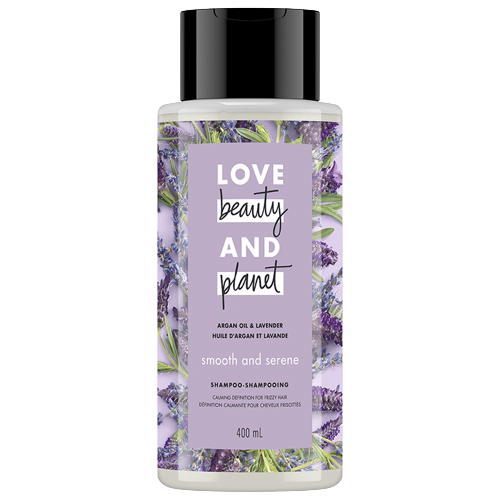 LOVE
beauty
AND
planet
ARGAN OIL & LAVENDER
HUILE D'ARGAN ET LAVANDE
smooth and serene
SHAMPOO-SHAMPOOING
CALMING DEFINITION FOR FRIZZY HAIR
DÉFINITION CALMANTE POUR CHEVEUX FRISOTTÉS
400 mL